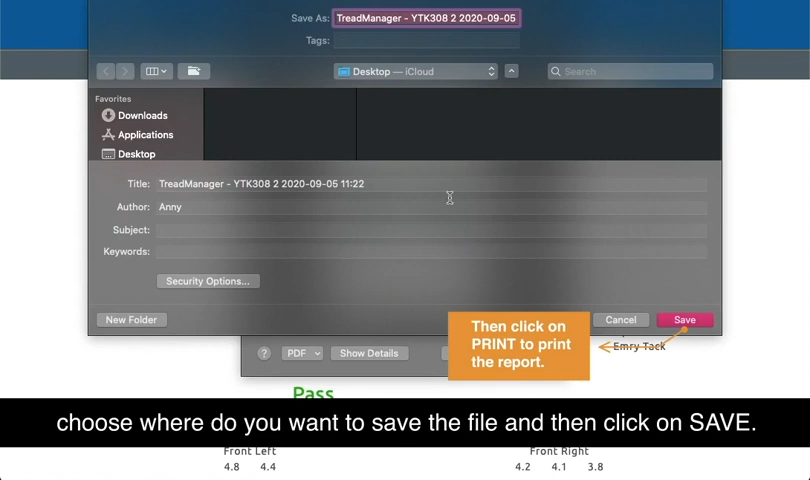 Save As: TreadManager - YTK308 2 2020-09-05
Tags:
Desktop — iCloud
Search
Favorites
Downloads
Applications
Desktop
Title: TreadManager - YTK308 2 2020-09-05 11:22
Author: Anny
Subject:
Keywords:
Security Options...
New Folder
Cancel
Save
Then click on
PRINT to print
the report.
Emry Tack
? PDF Show Details
Pass
choose where do you want to save the file and then click on SAVE.
Front Left Front Right
4.8 4.4 4.2 4.1 3.8